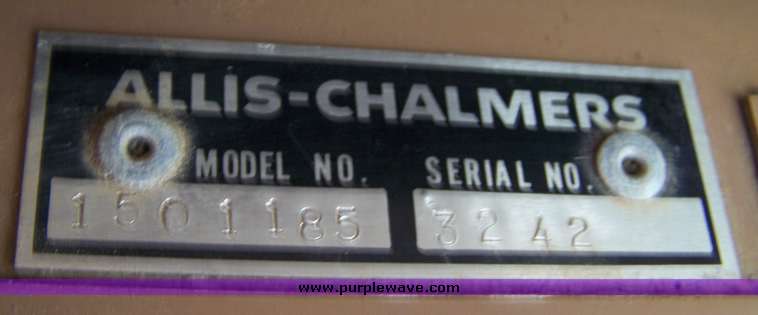 ALLIS-CHALMERS
MODEL NO. SERIAL NO.
1501185 3242
www.purplewave.com